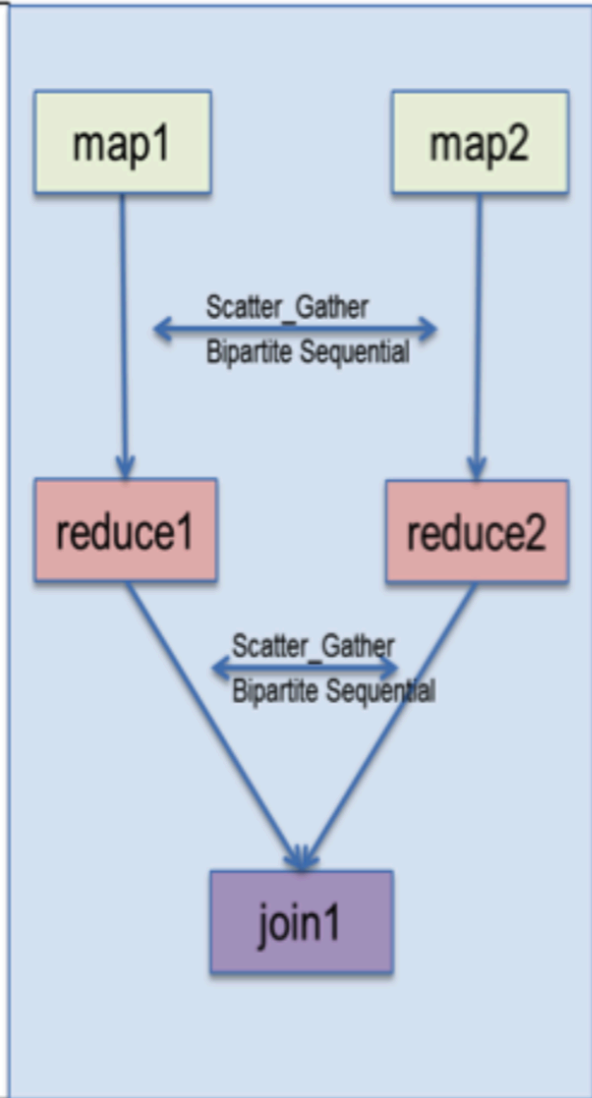 map1
map2
Scatter_Gather
Bipartite Sequential
reduce1
reduce2
Scatter_Gather
Bipartite Sequential
join1